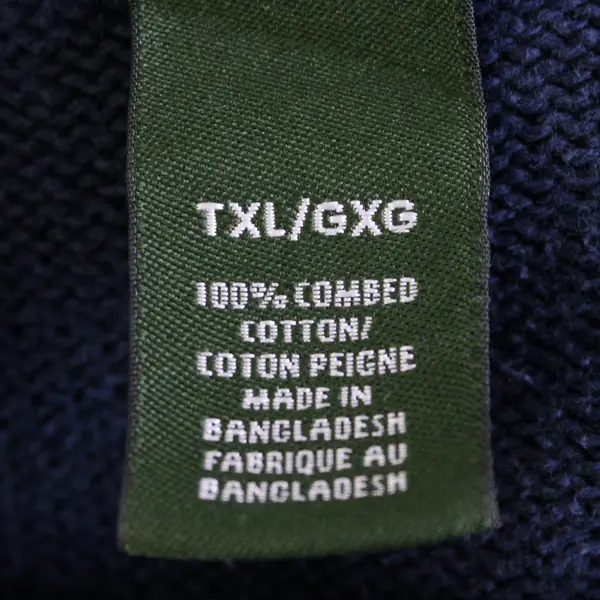 TXL/GXG
100% COMBED
COTTON/
COTON PEIGNE
MADE IN
BANGLADESH
FABRIQUE AU
BANGLADESH